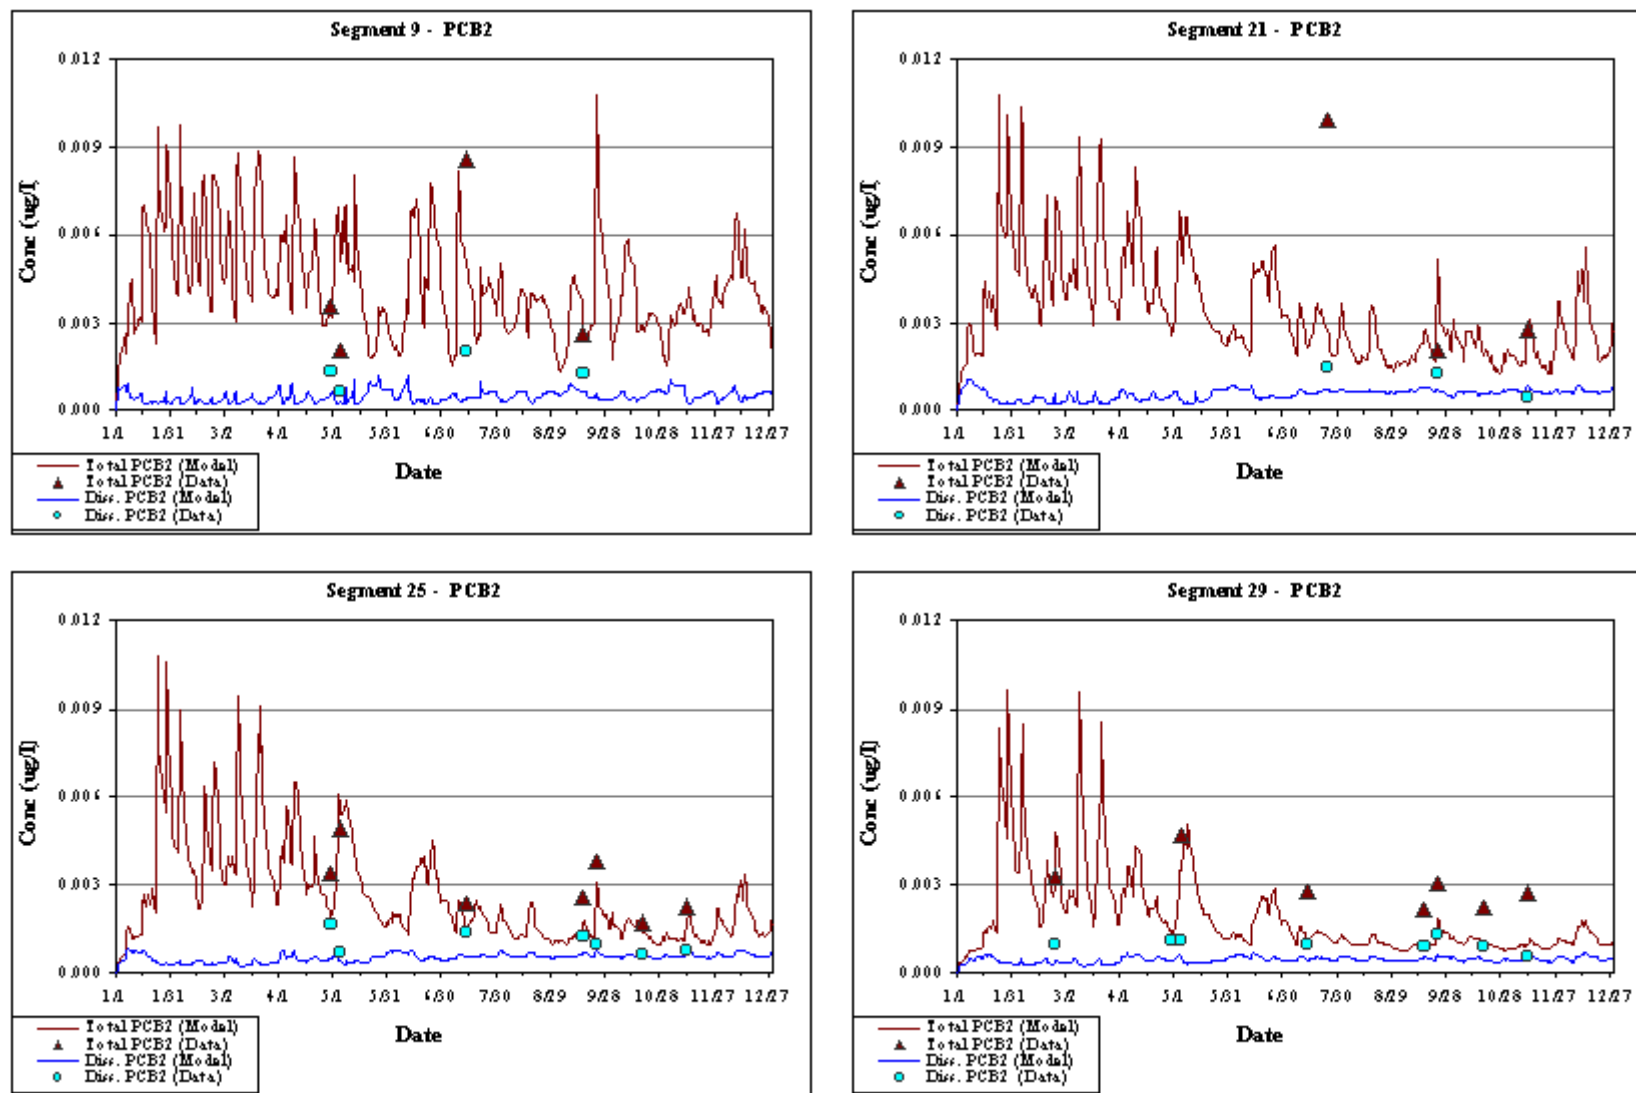 Segment 9 - PCB2
0.012
0.009
0.006
0.003
0.000
Conc (ug/l)
1/1 1/31 3/2 4/1 5/1 5/31 6/30 7/30 8/29 9/28 10/28 11/27 12/27
Date
Total PCB2 (Model)
Total PCB2 (Data)
Diss. PCB2 (Model)
Diss. PCB2 (Data)
Segment 21 - PCB2
0.012
0.009
0.006
0.003
0.000
Conc (ug/l)
1/1 1/31 3/2 4/1 5/1 5/31 6/30 7/30 8/29 9/28 10/28 11/27 12/27
Date
Total PCB2 (Model)
Total PCB2 (Data)
Diss. PCB2 (Model)
Diss. PCB2 (Data)
Segment 25 - PCB2
0.012
0.009
0.006
0.003
0.000
Conc (ug/l)
1/1 1/31 3/2 4/1 5/1 5/31 6/30 7/30 8/29 9/28 10/28 11/27 12/27
Date
Total PCB2 (Model)
Total PCB2 (Data)
Diss. PCB2 (Model)
Diss. PCB2 (Data)
Segment 29 - PCB2
0.012
0.009
0.006
0.003
0.000
Conc (ug/l)
1/1 1/31 3/2 4/1 5/1 5/31 6/30 7/30 8/29 9/28 10/28 11/27 12/27
Date
Total PCB2 (Model)
Total PCB2 (Data)
Diss. PCB2 (Model)
Diss. PCB2 (Data)